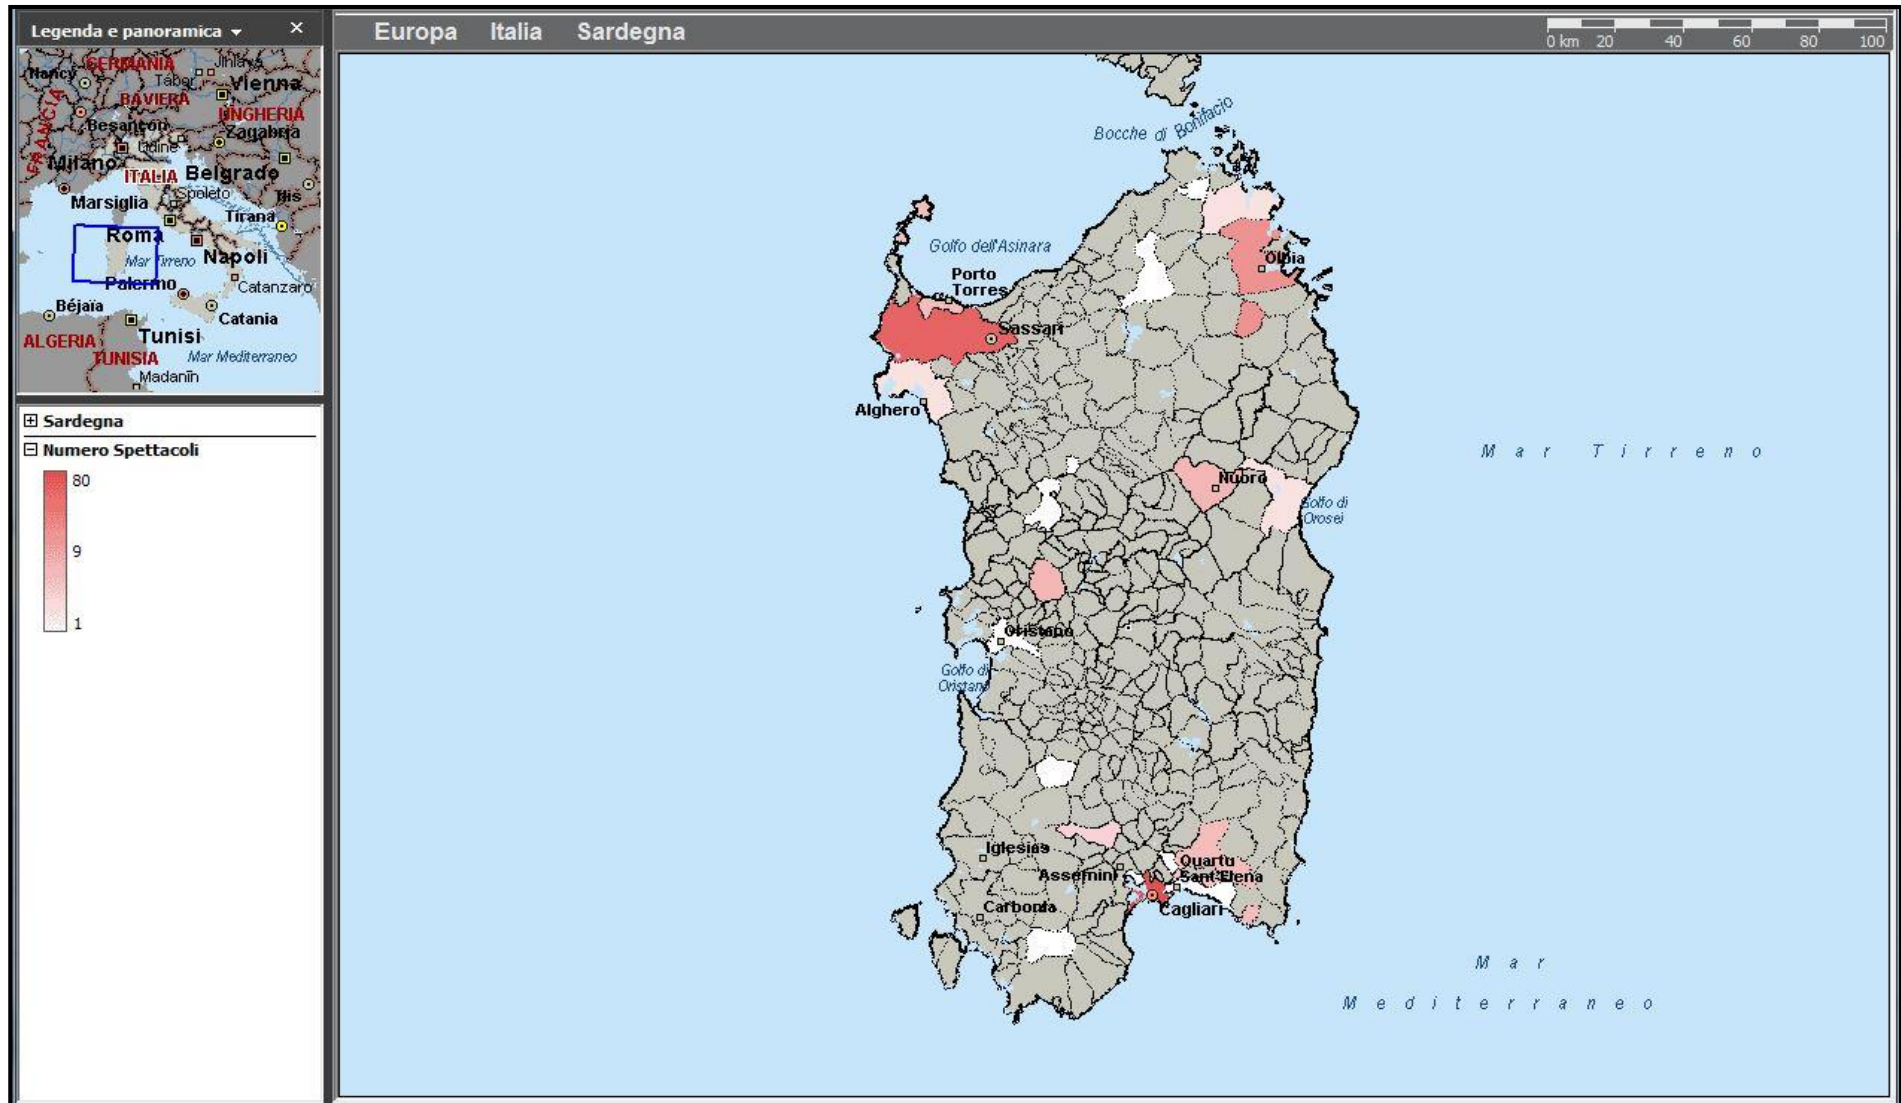 Legenda e panoramica
Europa Italia Sardegna
0 km 20 40 60 80 100
GERMANIA
Jihlava
Nancy
Tábor
Vienna
BAVIERA
FRANCIA
UNGHERIA
Besançon
Zagabria
Udine
Milano
ITALIA Belgrado
Spoleto
Niš
Marsiglia
Tirana
Roma
Mar Tirreno
Napoli
Palermo
Catanzaro
Béjaïa
Catania
Tunisi
ALGERIA
TUNISIA
Mar Mediterraneo
Madanīn
Sardegna
Numero Spettacoli
80
9
1
Bocche di Bonifacio
Golfo dell'Asinara
Olbia
Porto
Torres
Sassari
Alghero
Mar Tirreno
Nuoro
Golfo di
Orosei
Oristano
Golfo di
Oristano
Iglesias
Quartu
Assemini
Sant'Elena
Carbonia
Cagliari
Mar
Mediterraneo